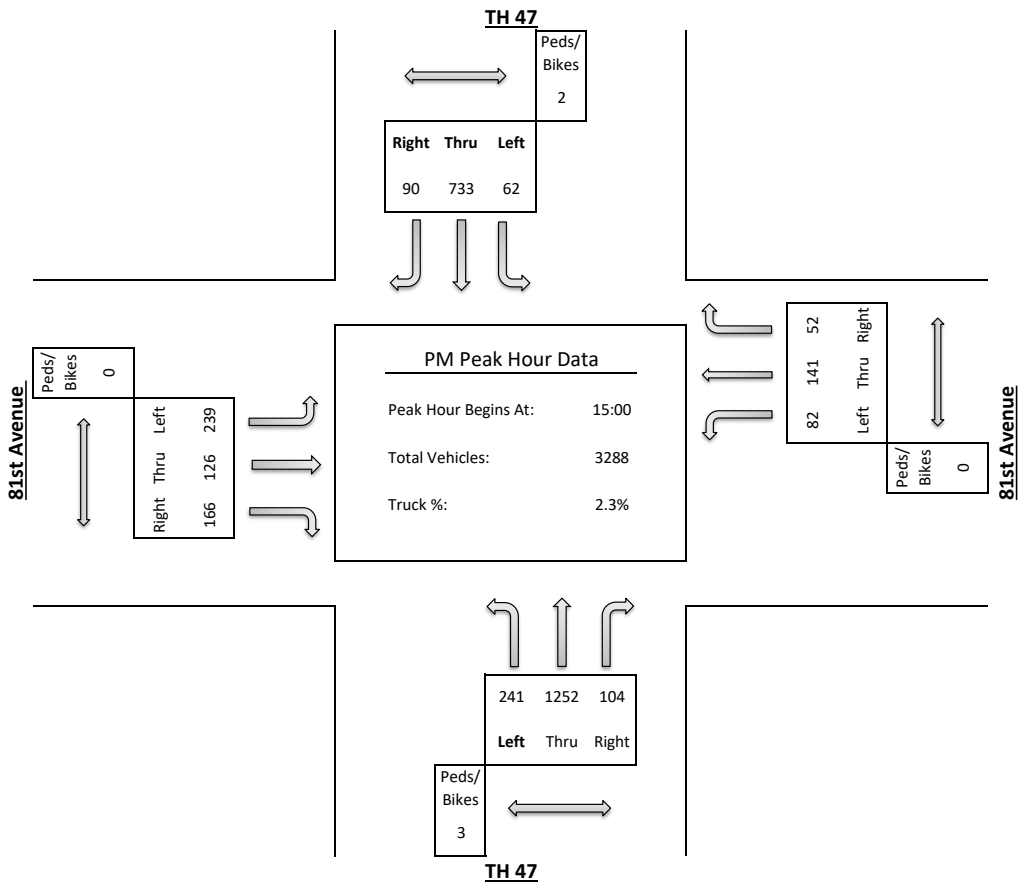 TH 47
Peds/
Bikes
2
Right Thru Left
90 733 62
81st Avenue
Peds/
Bikes
0
Left 239
Thru 126
Right 166
PM Peak Hour Data
Peak Hour Begins At: 15:00
Total Vehicles: 3288
Truck %: 2.3%
52 Right
141 Thru
82 Left
Peds/
Bikes
0
81st Avenue
241 1252 104
Left Thru Right
Peds/
Bikes
3
TH 47